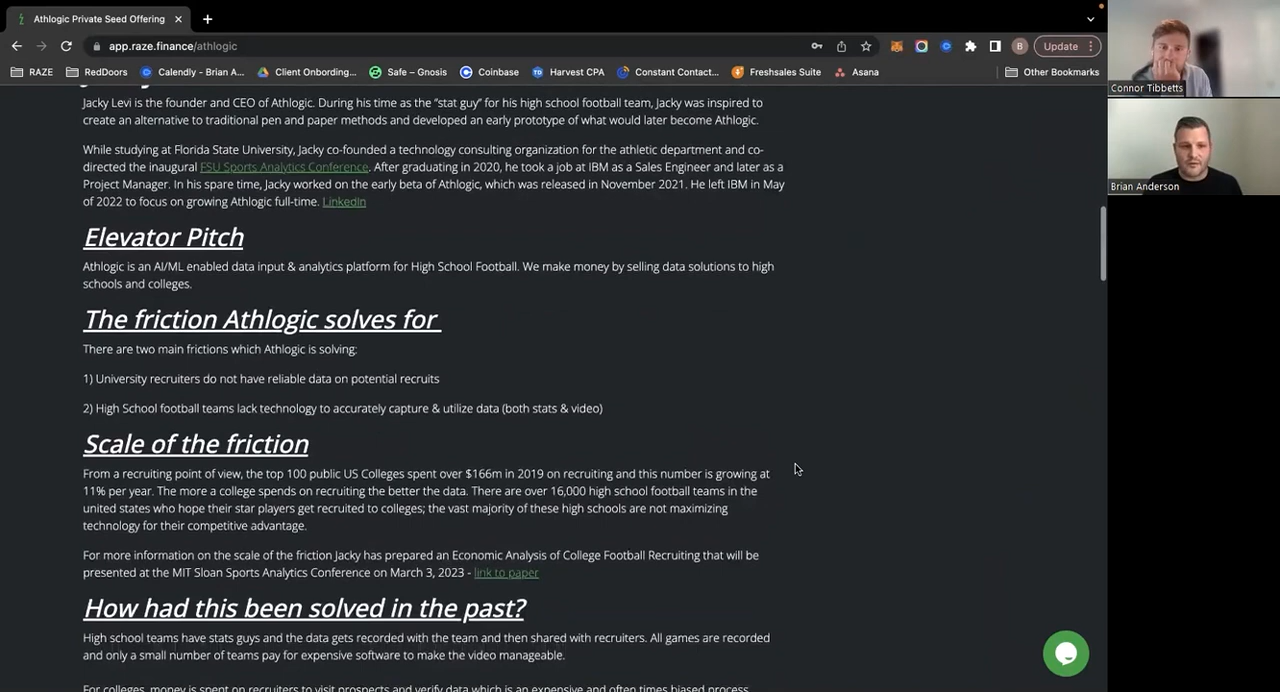 Athlogic Private Seed Offering
app.raze.finance/athlogic
B
Update
RAZE
RedDoors
Calendly - Brian A...
Client Onbording...
Safe – Gnosis
Coinbase
Harvest CPA
Constant Contact...
Freshsales Suite
Asana
Other Bookmarks
Connor Tibbetts
Brian Anderson
Jacky Levi is the founder and CEO of Athlogic. During his time as the “stat guy” for his high school football team, Jacky was inspired to
create an alternative to traditional pen and paper methods and developed an early prototype of what would later become Athlogic.
While studying at Florida State University, Jacky co-founded a technology consulting organization for the athletic department and co-
directed the inaugural FSU Sports Analytics Conference. After graduating in 2020, he took a job at IBM as a Sales Engineer and later as a
Project Manager. In his spare time, Jacky worked on the early beta of Athlogic, which was released in November 2021. He left IBM in May
of 2022 to focus on growing Athlogic full-time. LinkedIn
Elevator Pitch
Athlogic is an AI/ML enabled data input & analytics platform for High School Football. We make money by selling data solutions to high
schools and colleges.
The friction Athlogic solves for
There are two main frictions which Athlogic is solving:
1) University recruiters do not have reliable data on potential recruits
2) High School football teams lack technology to accurately capture & utilize data (both stats & video)
Scale of the friction
From a recruiting point of view, the top 100 public US Colleges spent over $166m in 2019 on recruiting and this number is growing at
11% per year. The more a college spends on recruiting the better the data. There are over 16,000 high school football teams in the
united states who hope their star players get recruited to colleges; the vast majority of these high schools are not maximizing
technology for their competitive advantage.
For more information on the scale of the friction Jacky has prepared an Economic Analysis of College Football Recruiting that will be
presented at the MIT Sloan Sports Analytics Conference on March 3, 2023 - link to paper
How had this been solved in the past?
High school teams have stats guys and the data gets recorded with the team and then shared with recruiters. All games are recorded
and only a small number of teams pay for expensive software to make the video manageable.
For colleges, money is spent on recruiters to visit prospects and verify data which is an expensive and often times biased process.